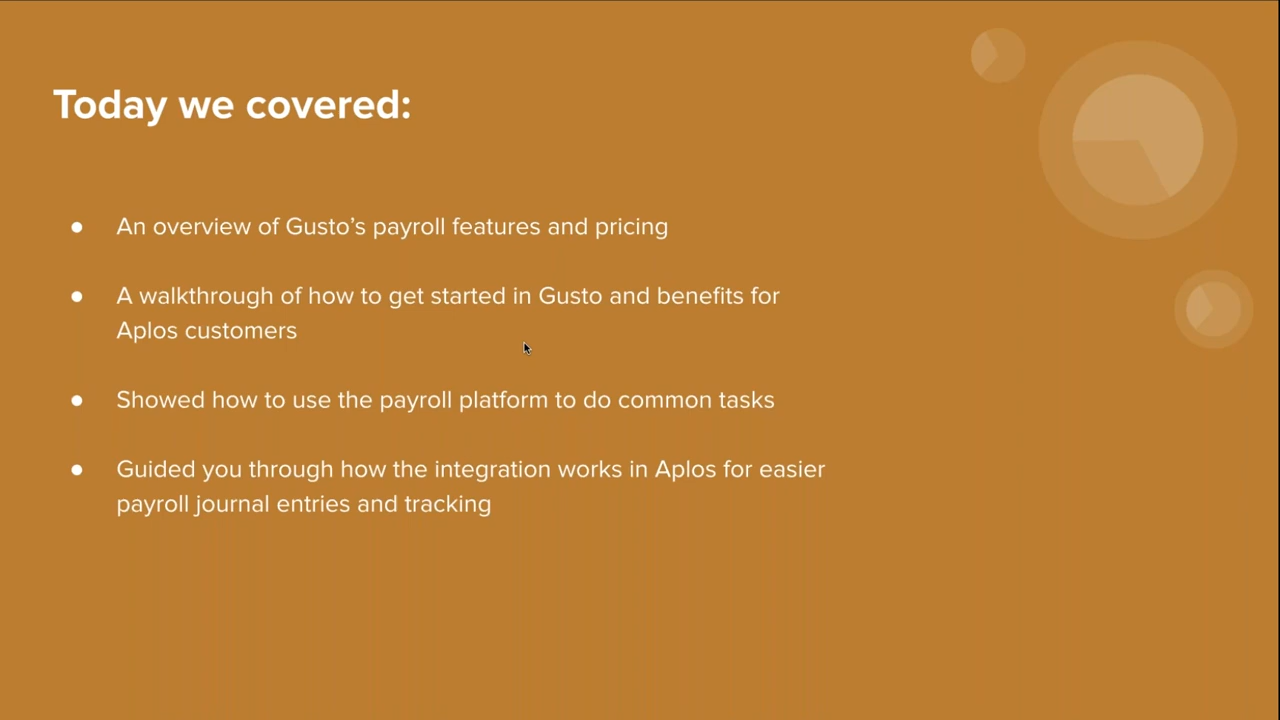 Today we covered:
● An overview of Gusto’s payroll features and pricing
● A walkthrough of how to get started in Gusto and benefits for
Aplos customers
● Showed how to use the payroll platform to do common tasks
● Guided you through how the integration works in Aplos for easier
payroll journal entries and tracking